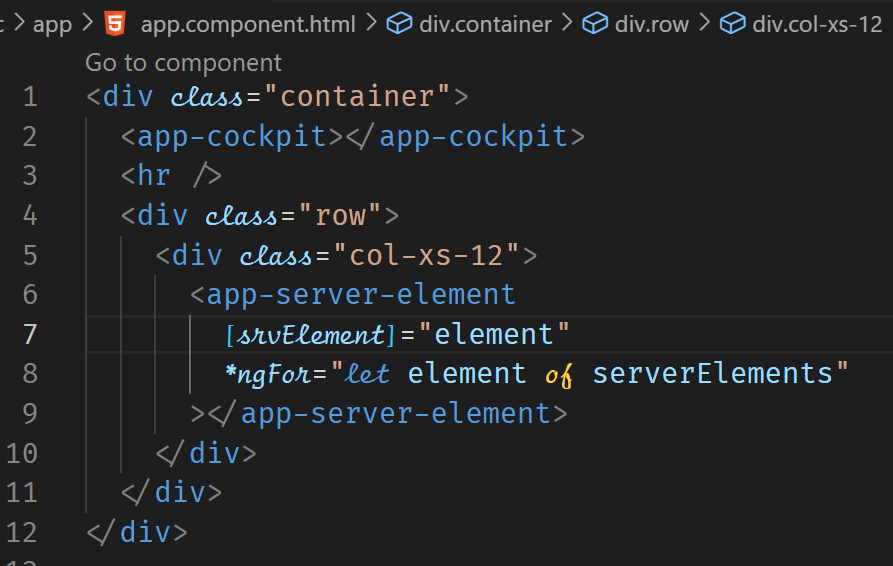 app > app.component.html > div.container > div.row > div.col-xs-12
Go to component
1 <div class="container">
2 <app-cockpit></app-cockpit>
3 <hr />
4 <div class="row">
5 <div class="col-xs-12">
6 <app-server-element
7 [srvElement]="element"
8 *ngFor="let element of serverElements"
9 ></app-server-element>
10 </div>
11 </div>
12 </div>